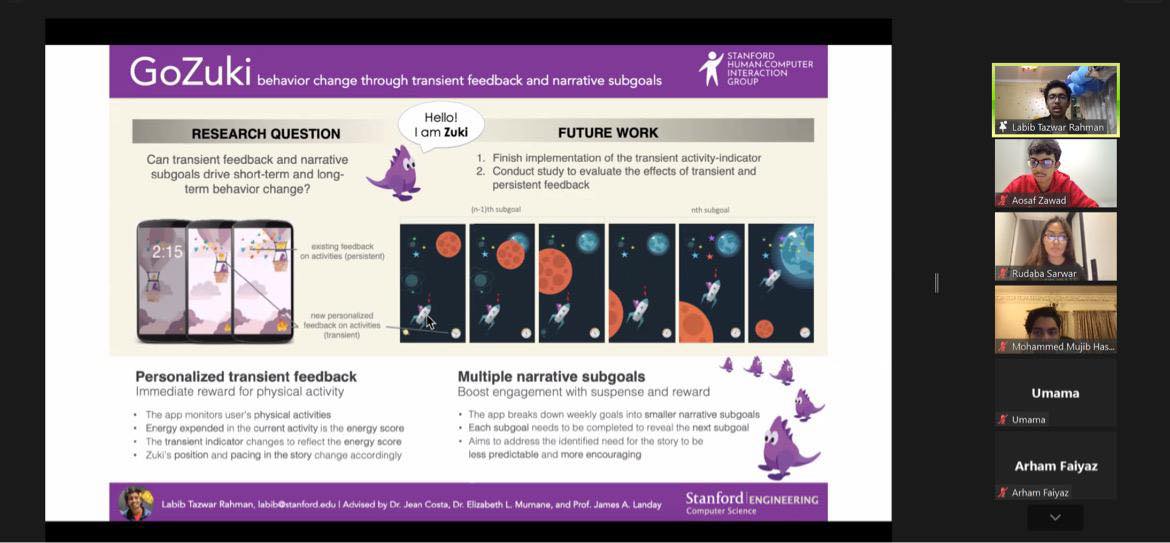 GoZuki behavior change through transient feedback and narrative subgoals
STANFORD
HUMAN-COMPUTER
INTERACTION
GROUP
RESEARCH QUESTION
Can transient feedback and narrative
subgoals drive short-term and long-
term behavior change?
Hello!
I am Zuki
FUTURE WORK
1. Finish implementation of the transient activity-indicator
2. Conduct study to evaluate the effects of transient and
persistent feedback
2:15
existing feedback
on activities (persistent)
new personalized
feedback on activities
(transient)
(n-1)th subgoal
nth subgoal
Personalized transient feedback
Immediate reward for physical activity
• The app monitors user's physical activities
• Energy expended in the current activity is the energy score
• The transient indicator changes to reflect the energy score
• Zuki's position and pacing in the story change accordingly
Multiple narrative subgoals
Boost engagement with suspense and reward
• The app breaks down weekly goals into smaller narrative subgoals
• Each subgoal needs to be completed to reveal the next subgoal
• Aims to address the identified need for the story to be
less predictable and more encouraging
Labib Tazwar Rahman, labib@stanford.edu | Advised by Dr. Jean Costa, Dr. Elizabeth L. Murnane, and Prof. James A. Landay
Stanford | ENGINEERING
Computer Science
Labib Tazwar Rahman
Aosaf Zawad
Rudaba Sarwar
Mohammed Mujib Has...
Umama
Umama
Arham Faiyaz
Arham Faiyaz